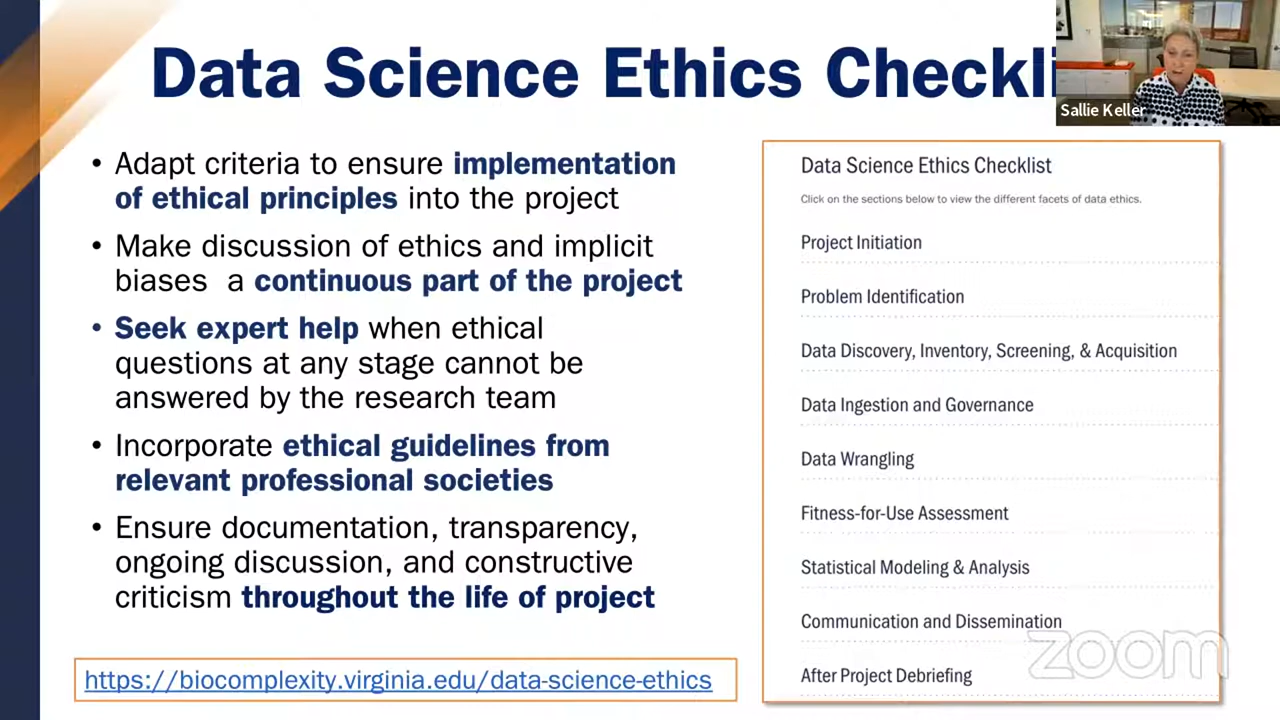 Data Science Ethics Checkli
Sallie Keller
• Adapt criteria to ensure implementation
of ethical principles into the project
• Make discussion of ethics and implicit
biases a continuous part of the project
• Seek expert help when ethical
questions at any stage cannot be
answered by the research team
• Incorporate ethical guidelines from
relevant professional societies
• Ensure documentation, transparency,
ongoing discussion, and constructive
criticism throughout the life of project
https://biocomplexity.virginia.edu/data-science-ethics
Data Science Ethics Checklist
Click on the sections below to view the different facets of data ethics.
Project Initiation
Problem Identification
Data Discovery, Inventory, Screening, & Acquisition
Data Ingestion and Governance
Data Wrangling
Fitness-for-Use Assessment
Statistical Modeling & Analysis
Communication and Dissemination
After Project Debriefing
zoom